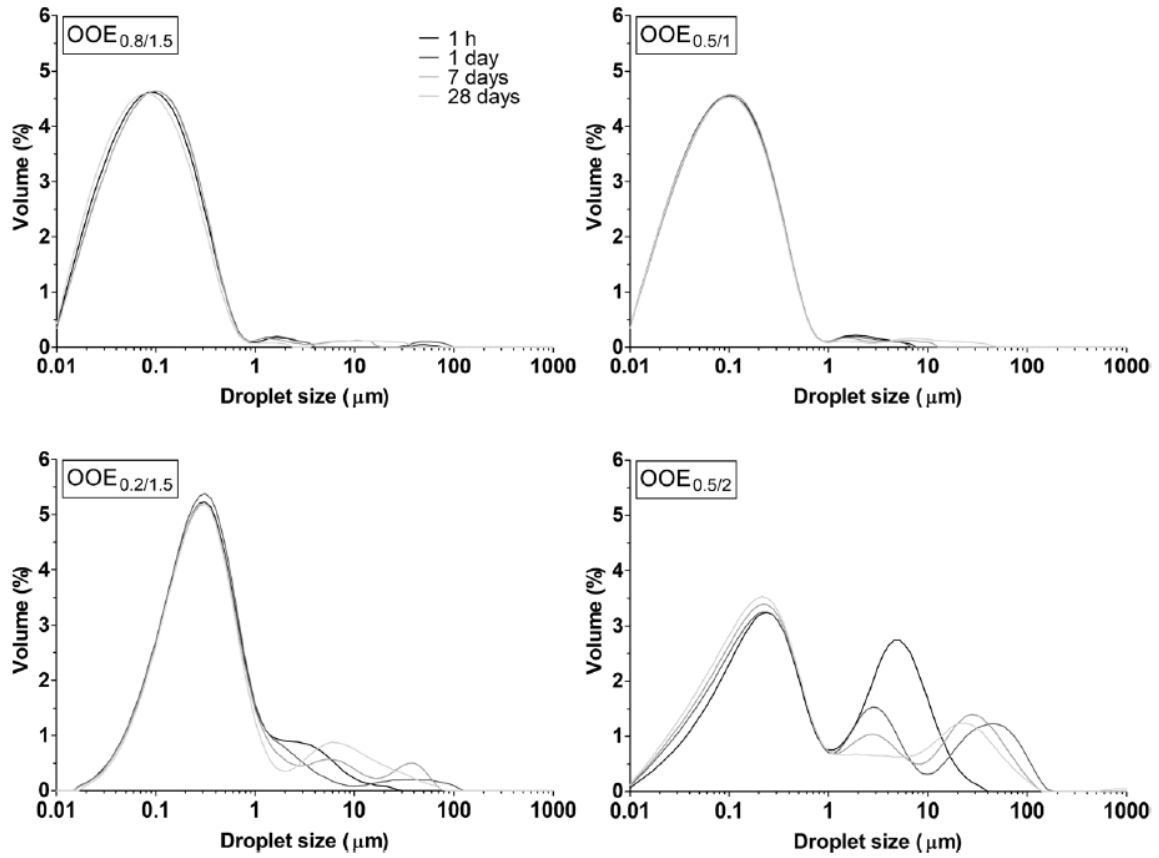 OOE0.8/1.5
1 h
1 day
7 days
28 days
Volume (%)
6
5
4
3
2
1
0
0.01 0.1 1 10 100 1000
Droplet size (μm)
OOE0.5/1
Volume (%)
6
5
4
3
2
1
0
0.01 0.1 1 10 100 1000
Droplet size (μm)
OOE0.2/1.5
Volume (%)
6
5
4
3
2
1
0
0.01 0.1 1 10 100 1000
Droplet size (μm)
OOE0.5/2
Volume (%)
6
5
4
3
2
1
0
0.01 0.1 1 10 100 1000
Droplet size (μm)